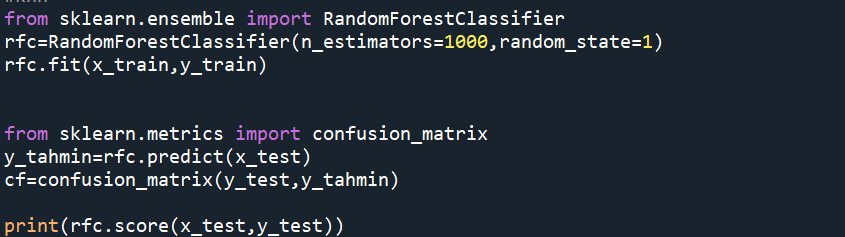 from sklearn.ensemble import RandomForestClassifier
rfc=RandomForestClassifier(n_estimators=1000,random_state=1)
rfc.fit(x_train,y_train)
from sklearn.metrics import confusion_matrix
y_tahmin=rfc.predict(x_test)
cf=confusion_matrix(y_test,y_tahmin)
print(rfc.score(x_test,y_test))